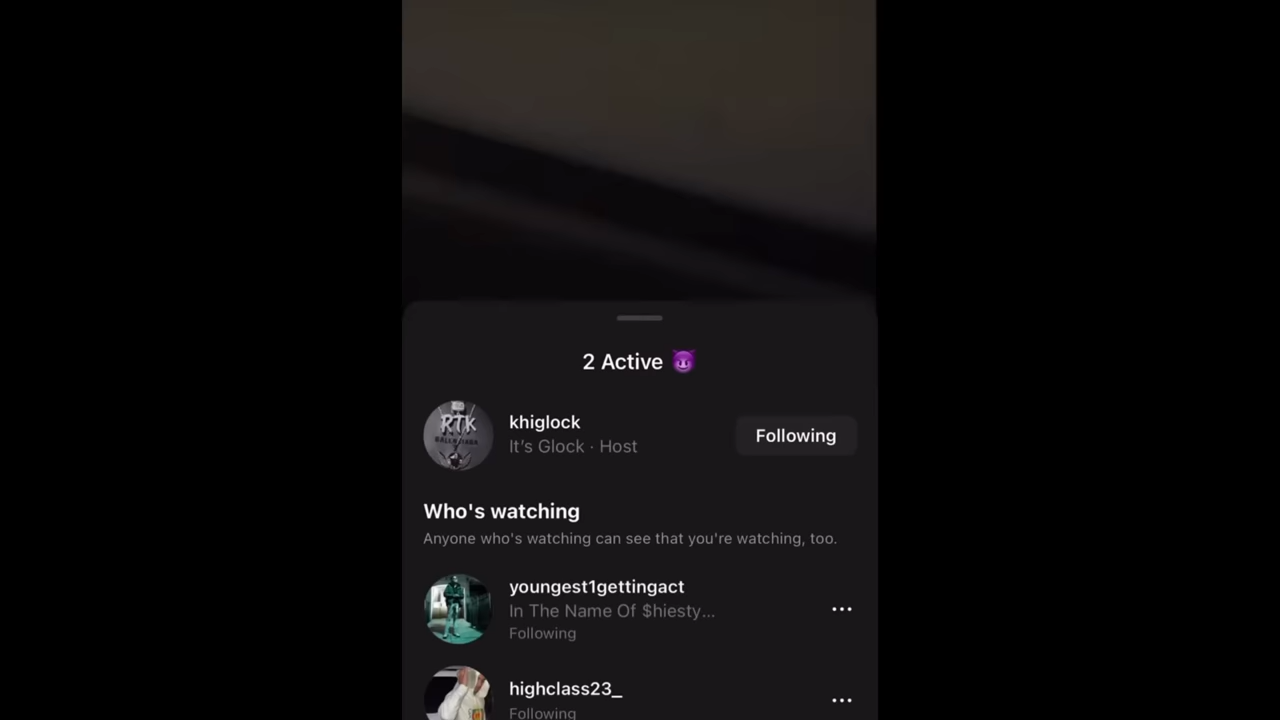 2 Active 😈
RTK
khiglock
It's Glock · Host
Following
Who's watching
Anyone who's watching can see that you're watching, too.
youngest1gettingact
In The Name Of $hiesty...
Following
highclass23_
Following